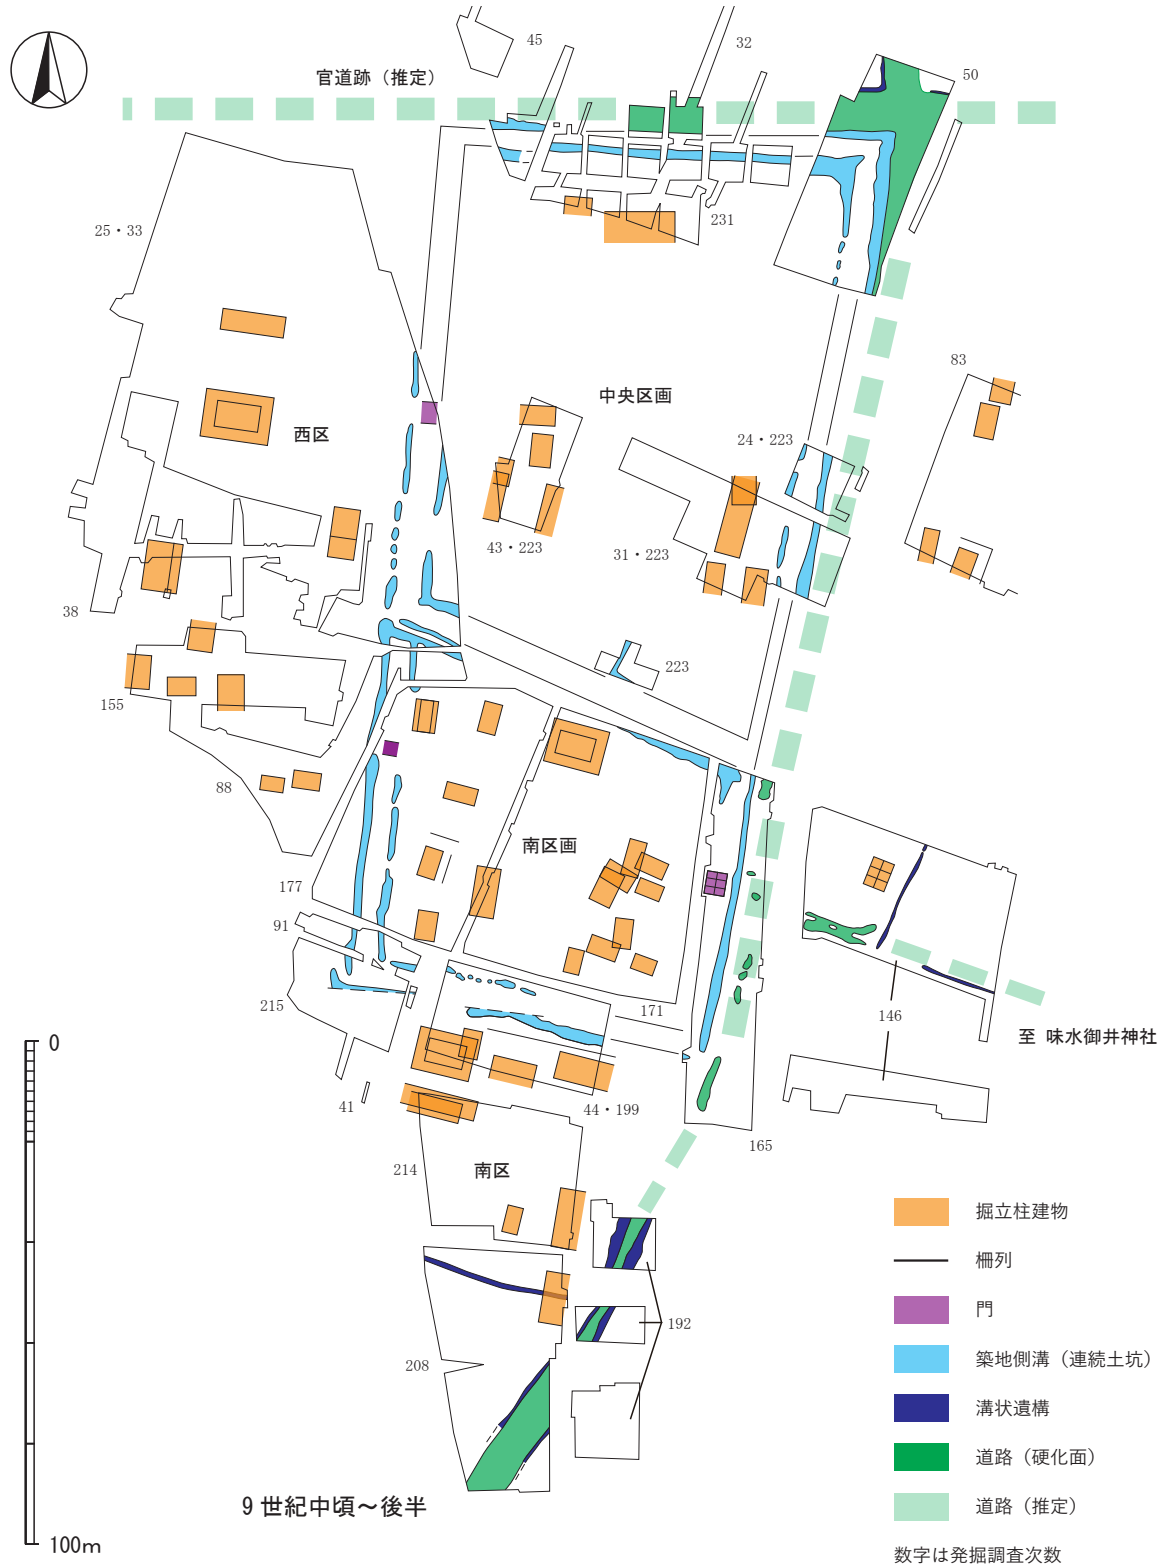 45
32
50
官道跡（推定）
231
25・33
83
中央区画
西区
24・223
43・223
31・223
38
223
155
88
南区画
177
91
215
171
146
至 味水御井神社
0
41
44・199
165
214
南区
192
208
掘立柱建物
柵列
門
築地側溝（連続土坑）
溝状遺構
道路（硬化面）
道路（推定）
数字は発掘調査次数
9世紀中頃～後半
100m